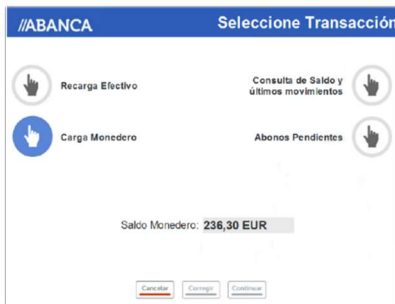 //ABANCA
Seleccione Transacción
Recarga Efectivo
Consulta de Saldo y
últimos movimientos
Carga Monedero
Abonos Pendientes
Saldo Monedero: 236,30 EUR
Cancelar Corregir Continuar